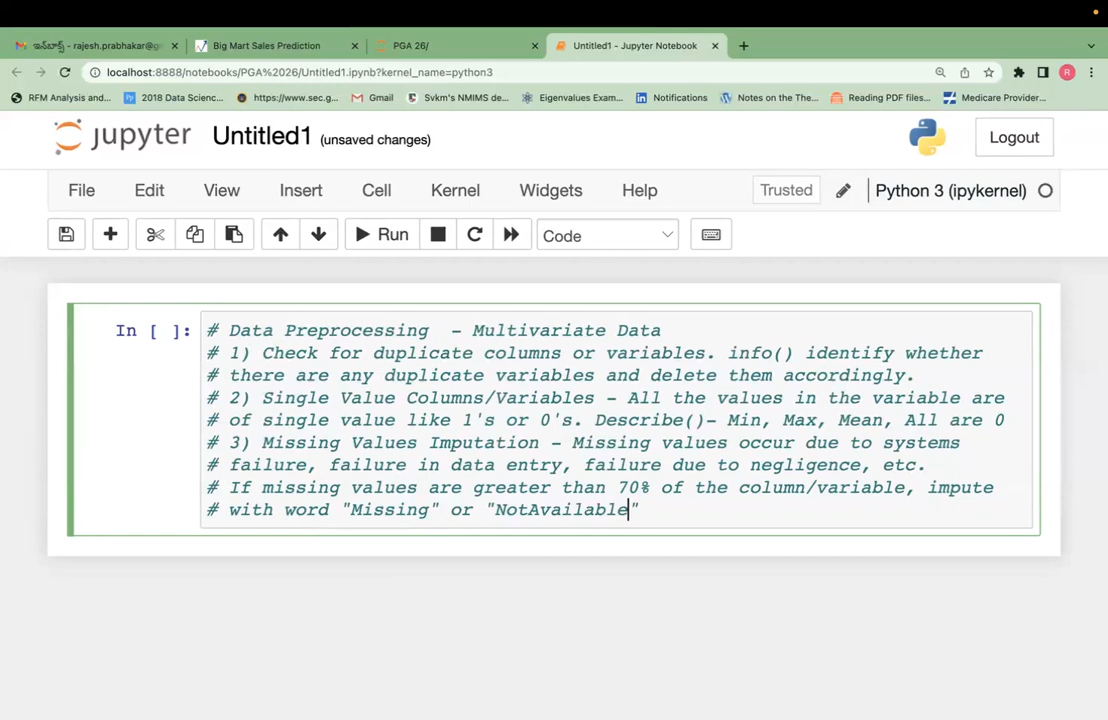 ఇన్‌బాక్స్ - rajesh.prabhakar@g
Big Mart Sales Prediction
PGA 26/
Untitled1 - Jupyter Notebook
localhost:8888/notebooks/PGA%2026/Untitled1.ipynb?kernel_name=python3
R
RFM Analysis and...
2018 Data Scienc...
https://www.sec.g...
Gmail
Svkm's NMIMS de...
Eigenvalues Exam...
Notifications
Notes on the The...
Reading PDF files...
Medicare Provider...
jupyter Untitled1 (unsaved changes)
Logout
File Edit View Insert Cell Kernel Widgets Help
Trusted
Python 3 (ipykernel)
Run
Code
In [ ]:
# Data Preprocessing  - Multivariate Data
# 1) Check for duplicate columns or variables. info() identify whether
# there are any duplicate variables and delete them accordingly.
# 2) Single Value Columns/Variables - All the values in the variable are
# of single value like 1's or 0's. Describe()- Min, Max, Mean, All are 0
# 3) Missing Values Imputation - Missing values occur due to systems
# failure, failure in data entry, failure due to negligence, etc.
# If missing values are greater than 70% of the column/variable, impute
# with word "Missing" or "NotAvailable"